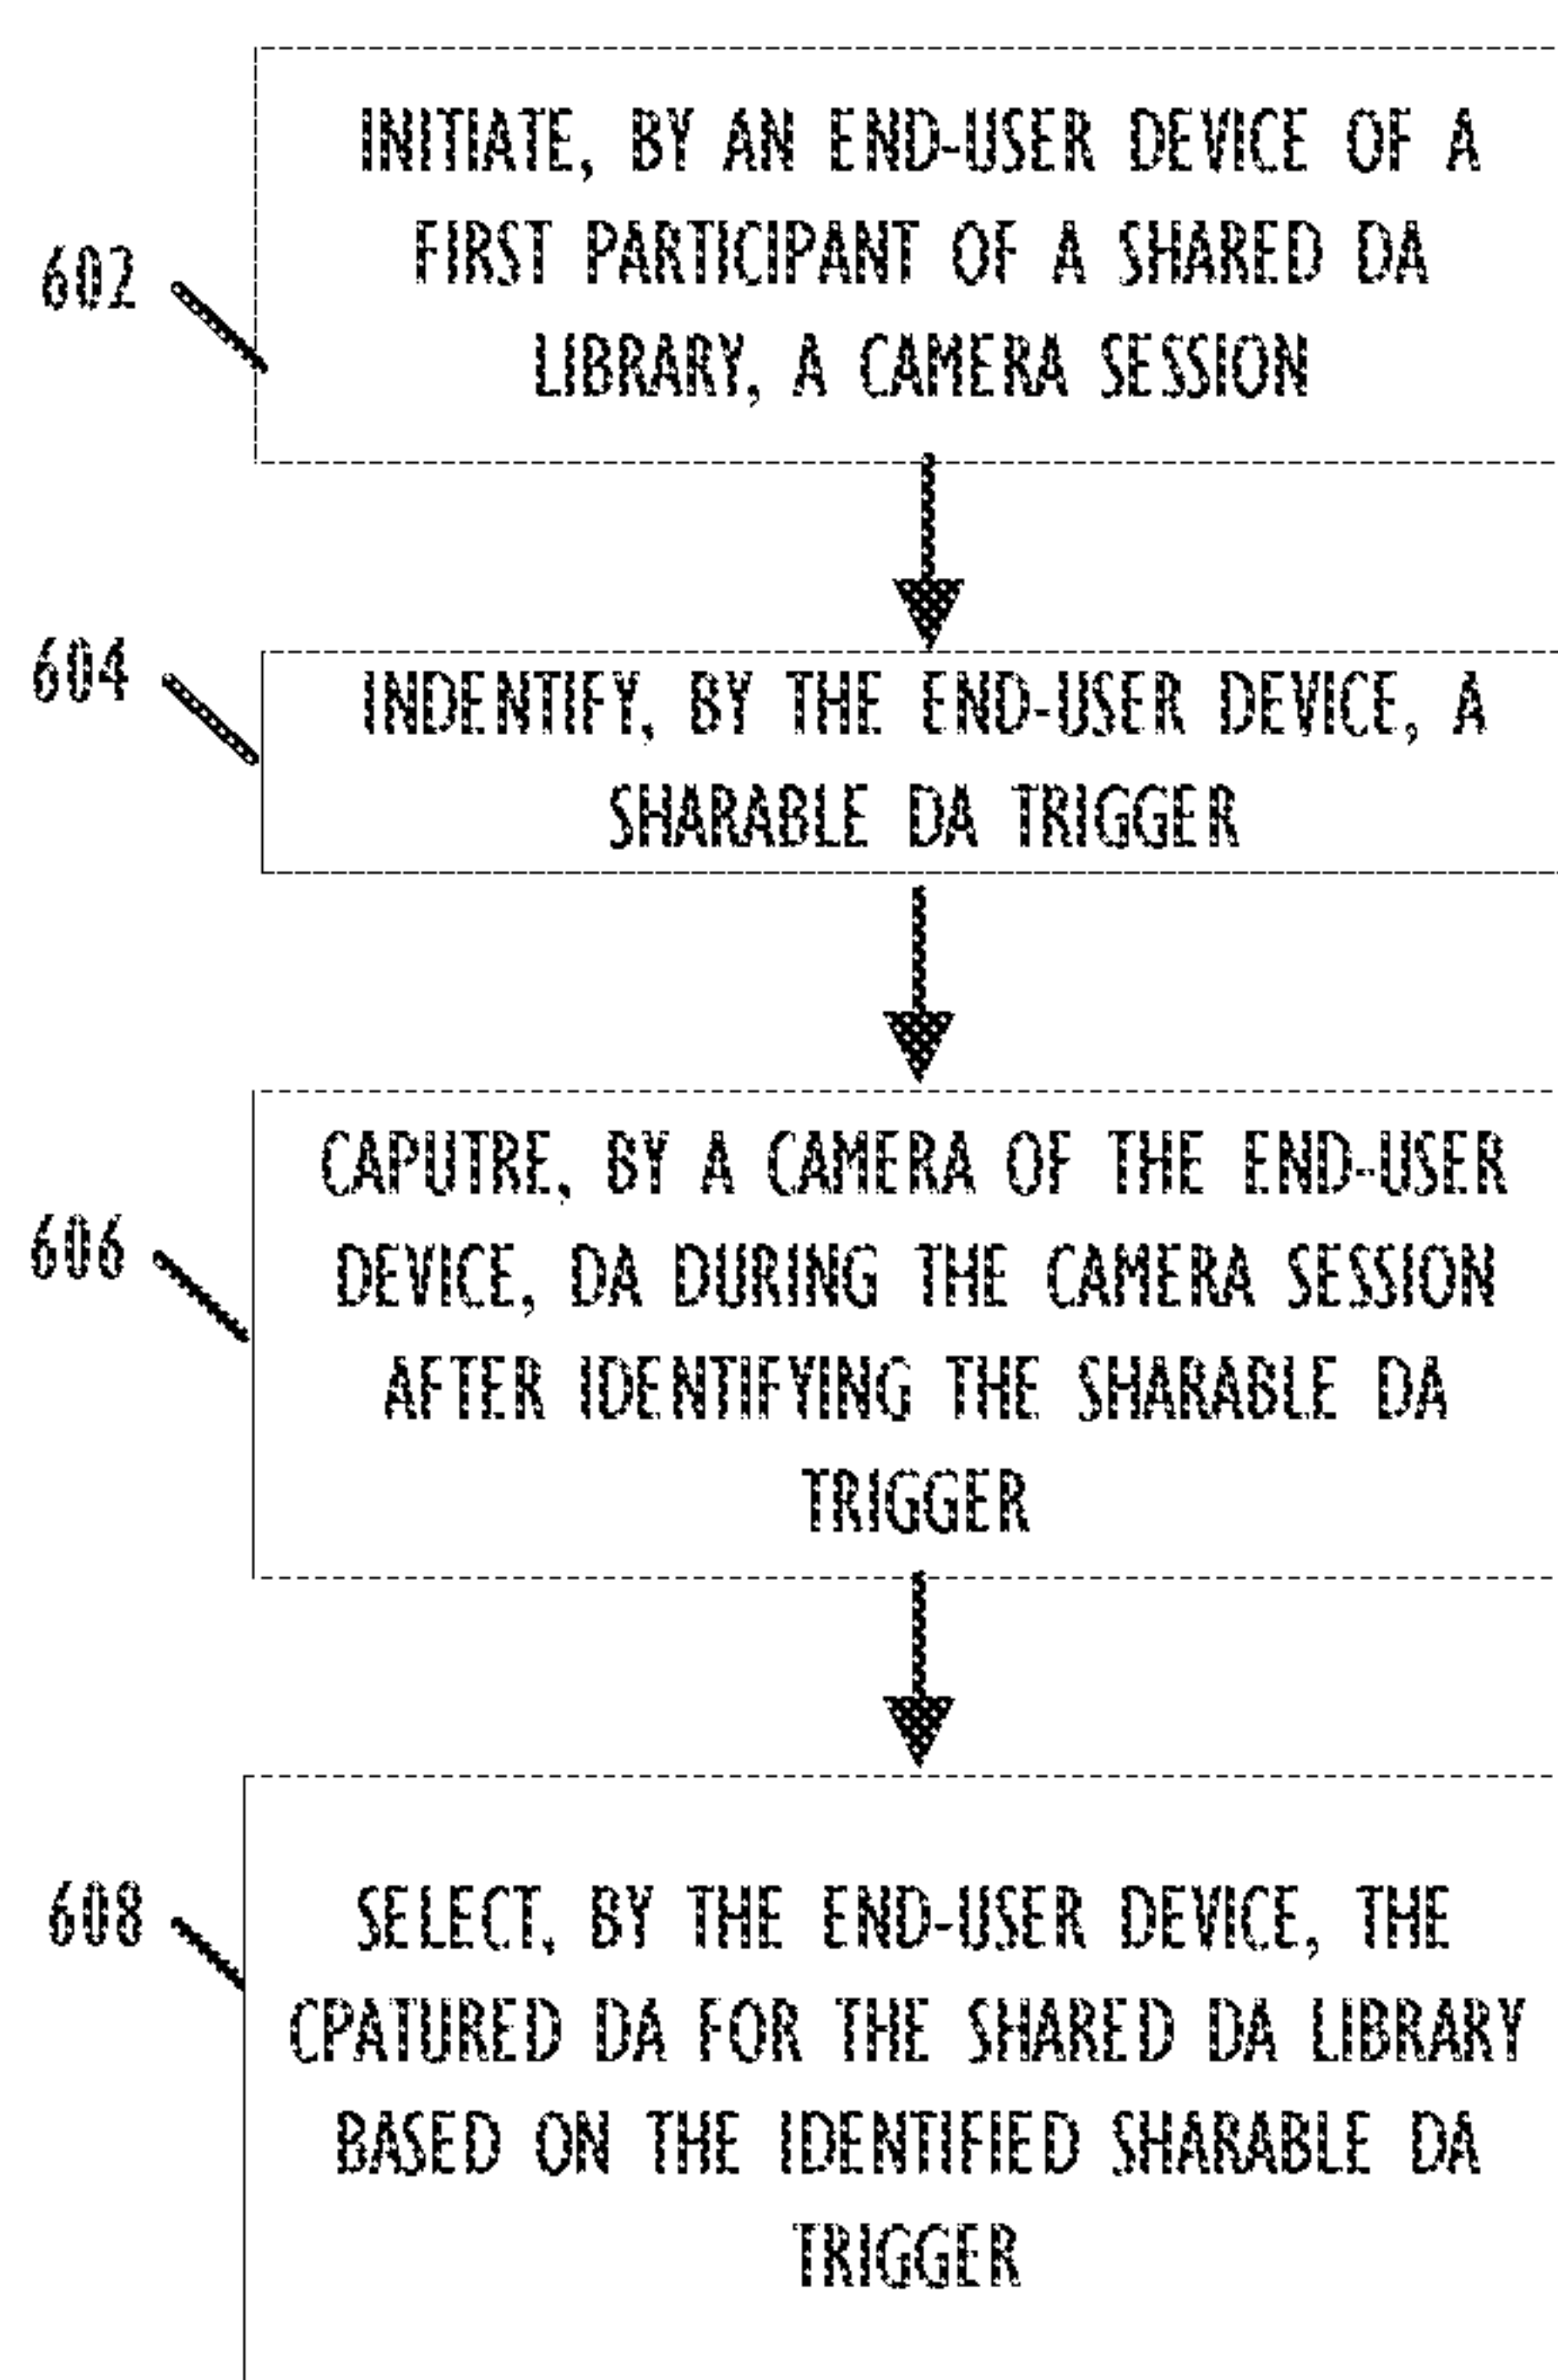 INITIATE, BY AN END-USER DEVICE OF A
FIRST PARTICIPANT OF A SHARED DA
LIBRARY, A CAMERA SESSION
602
604
INDENTIFY, BY THE END-USER DEVICE, A
SHARABLE DA TRIGGER
CAPUTRE, BY A CAMERA OF THE END-USER
DEVICE, DA DURING THE CAMERA SESSION
AFTER IDENTIFYING THE SHARABLE DA
TRIGGER
606
608
SELECT, BY THE END-USER DEVICE, THE
CPATURED DA FOR THE SHARED DA LIBRARY
BASED ON THE IDENTIFIED SHARABLE DA
TRIGGER